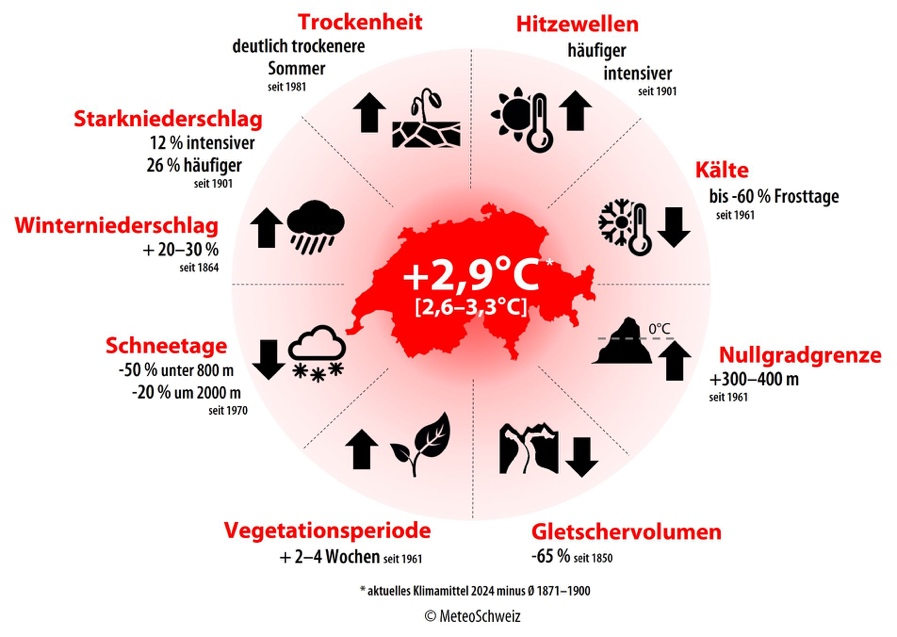 Trockenheit
deutlich trockenere
Sommer
seit 1981
Hitzewellen
häufiger
intensiver
seit 1901
Starkniederschlag
12 % intensiver
26 % häufiger
seit 1901
Kälte
bis -60 % Frosttage
seit 1961
Winterniederschlag
+ 20–30 %
seit 1864
+2,9°C*
[2,6–3,3°C]
0°C
Nullgradgrenze
+300–400 m
seit 1961
Schneetage
-50 % unter 800 m
-20 % um 2000 m
seit 1970
Vegetationsperiode
+ 2–4 Wochen seit 1961
Gletschervolumen
-65 % seit 1850
* aktuelles Klimamittel 2024 minus Ø 1871–1900
© MeteoSchweiz